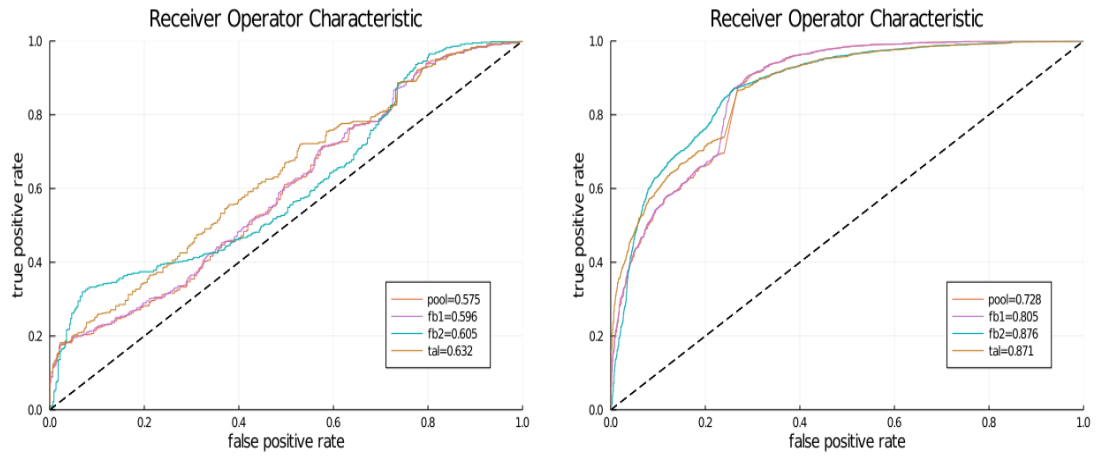 Receiver Operator Characteristic
1.0
0.8
0.6
0.4
0.2
0.0
true positive rate
pool=0.575
fb1=0.596
fb2=0.605
tal=0.632
0.0 0.2 0.4 0.6 0.8 1.0
false positive rate
Receiver Operator Characteristic
1.0
0.8
0.6
0.4
0.2
0.0
true positive rate
pool=0.728
fb1=0.805
fb2=0.876
tal=0.871
0.0 0.2 0.4 0.6 0.8 1.0
false positive rate